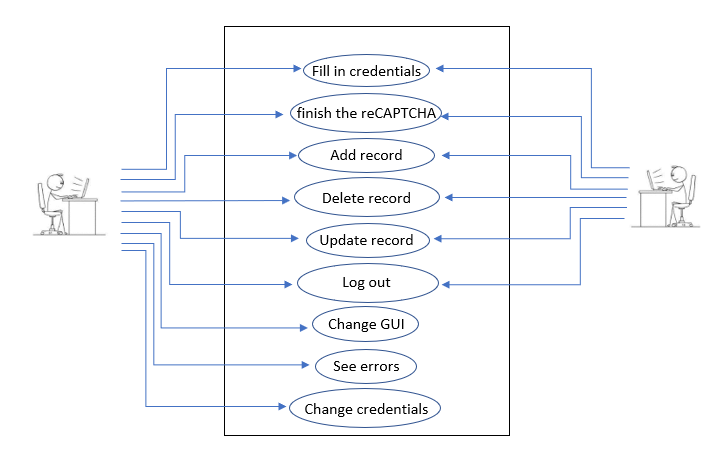 Fill in credentials
finish the reCAPTCHA
Add record
Delete record
Update record
Log out
Change GUI
See errors
Change credentials